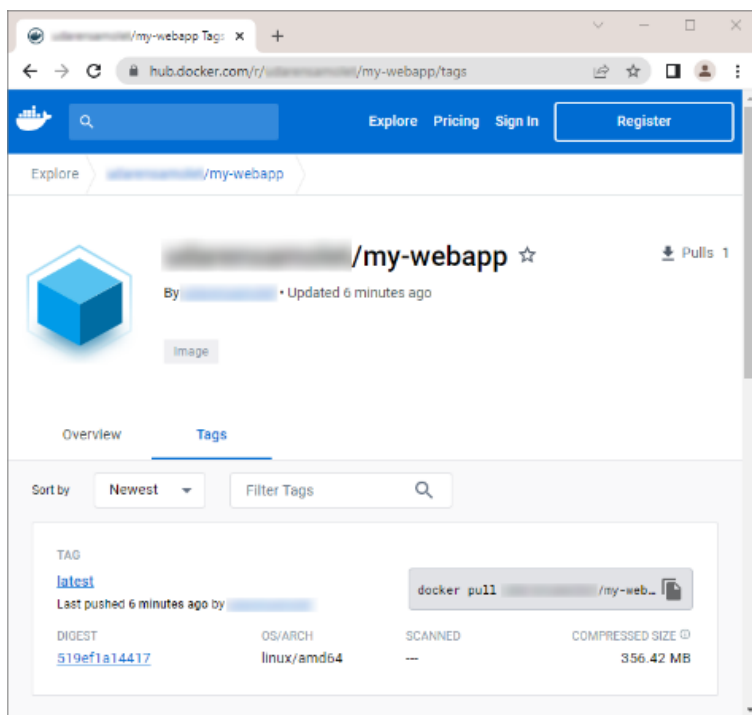 /my-webapp Tags
hub.docker.com/r/ /my-webapp/tags
Explore Pricing Sign In Register
Explore /my-webapp
/my-webapp Pulls 1
By • Updated 6 minutes ago
Image
Overview Tags
Sort by Newest Filter Tags
TAG
latest
docker pull /my-web...
Last pushed 6 minutes ago by
DIGEST OS/ARCH SCANNED COMPRESSED SIZE
519ef1a14417 linux/amd64 --- 356.42 MB